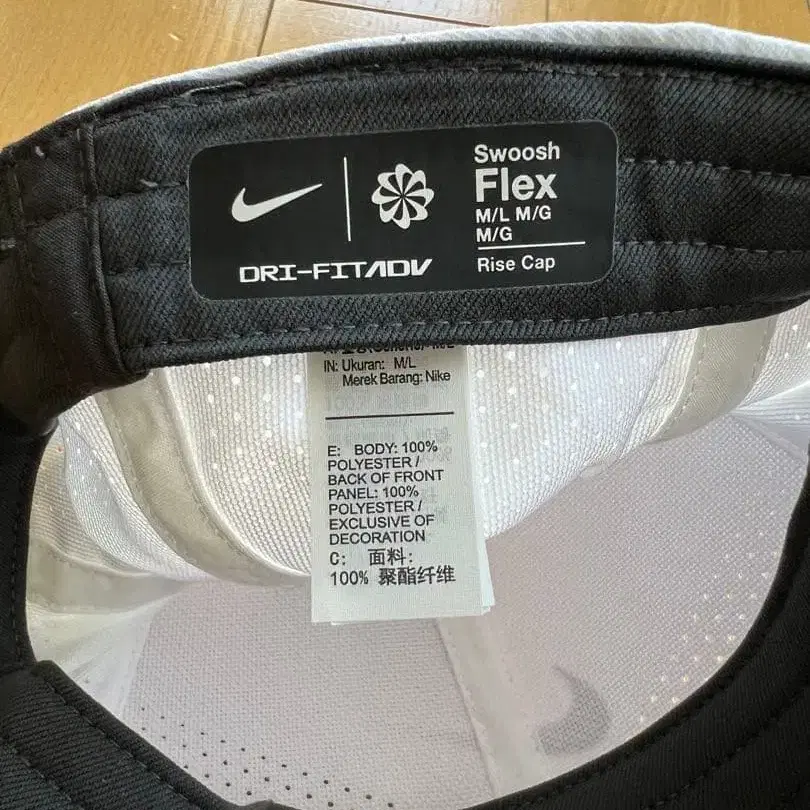 Swoosh
Flex
M/L M/G
M/G
Rise Cap
DRI-FIT ADV
IN: Ukuran: M/L
Merek Barang: Nike
E: BODY: 100%
POLYESTER /
BACK OF FRONT
PANEL: 100%
POLYESTER /
EXCLUSIVE OF
DECORATION
C: 面料:
100% 聚酯纤维